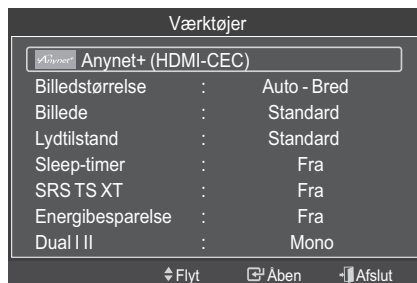 Værktøjer
Anynet+ Anynet+ (HDMI-CEC)
Billedstørrelse : Auto - Bred
Billede : Standard
Lydtilstand : Standard
Sleep-timer : Fra
SRS TS XT : Fra
Energibesparelse : Fra
Dual I II : Mono
Flyt Åben Afslut